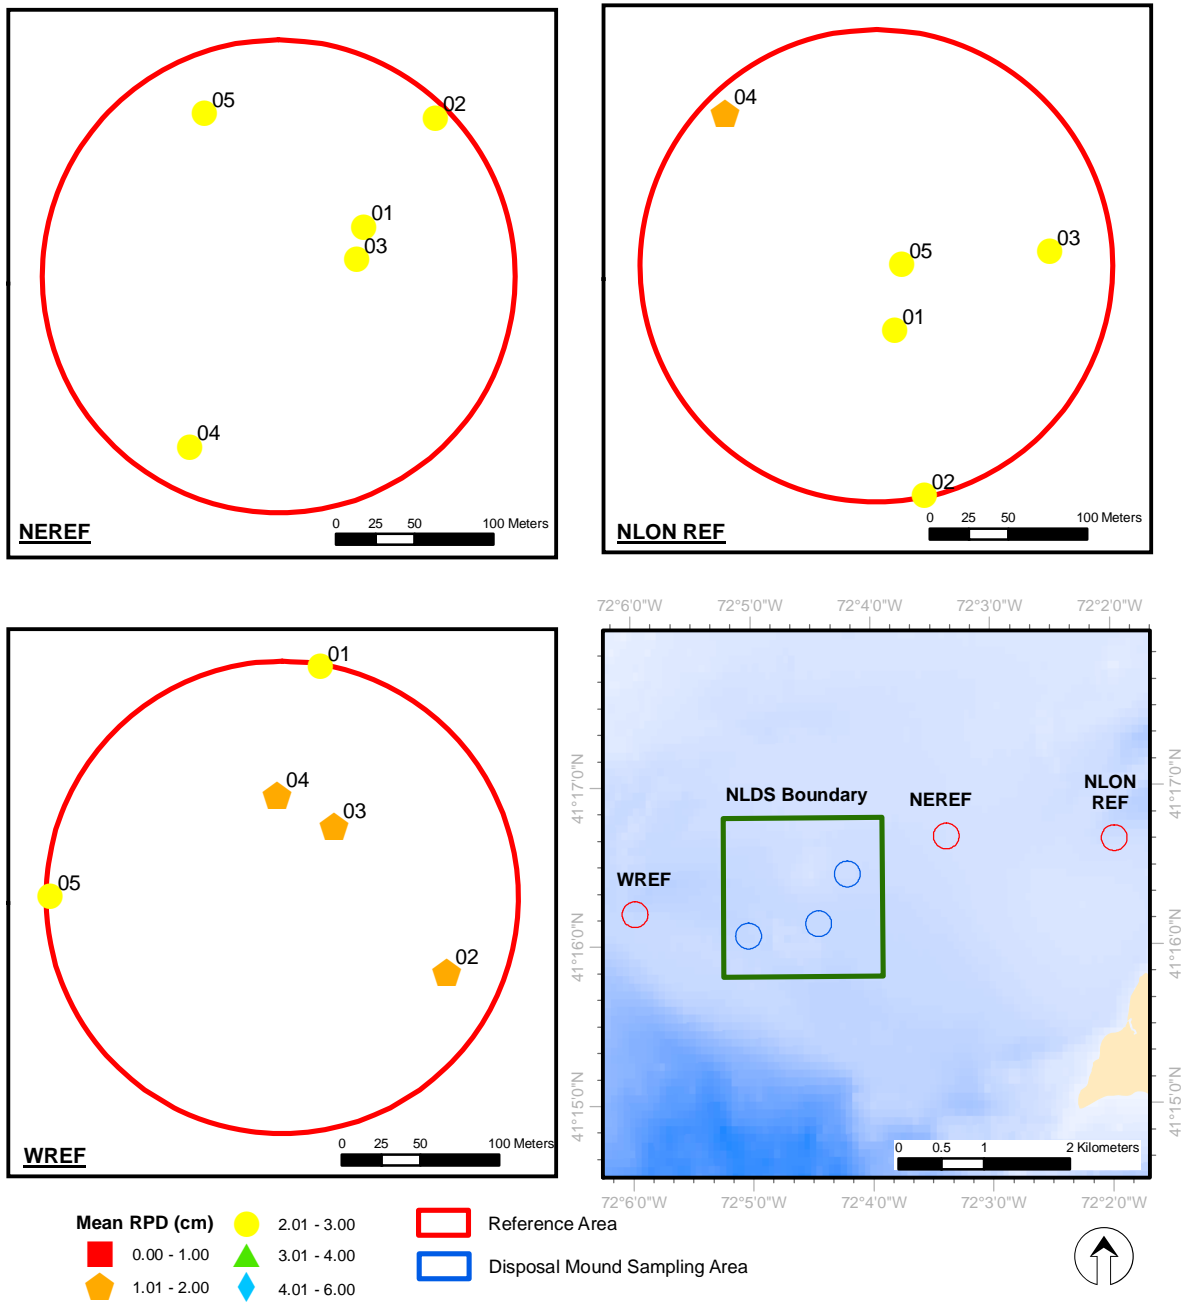 05
02
01
03
04
0 25 50 100 Meters
NEREF
04
03
05
01
02
0 25 50 100 Meters
NLON REF
01
04
03
05
02
0 25 50 100 Meters
WREF
72°6'0"W 72°5'0"W 72°4'0"W 72°3'0"W 72°2'0"W
41°17'0"N
41°17'0"N
NLDS Boundary
NEREF
NLON
REF
WREF
41°16'0"N
41°16'0"N
41°15'0"N
41°15'0"N
0 0.5 1 2 Kilometers
72°6'0"W 72°5'0"W 72°4'0"W 72°3'0"W 72°2'0"W
Mean RPD (cm)
0.00 - 1.00
1.01 - 2.00
2.01 - 3.00
3.01 - 4.00
4.01 - 6.00
Reference Area
Disposal Mound Sampling Area